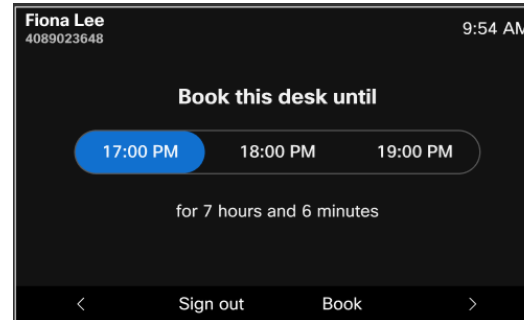 Fiona Lee
4089023648
9:54 AM
Book this desk until
17:00 PM 18:00 PM 19:00 PM
for 7 hours and 6 minutes
< Sign out Book >